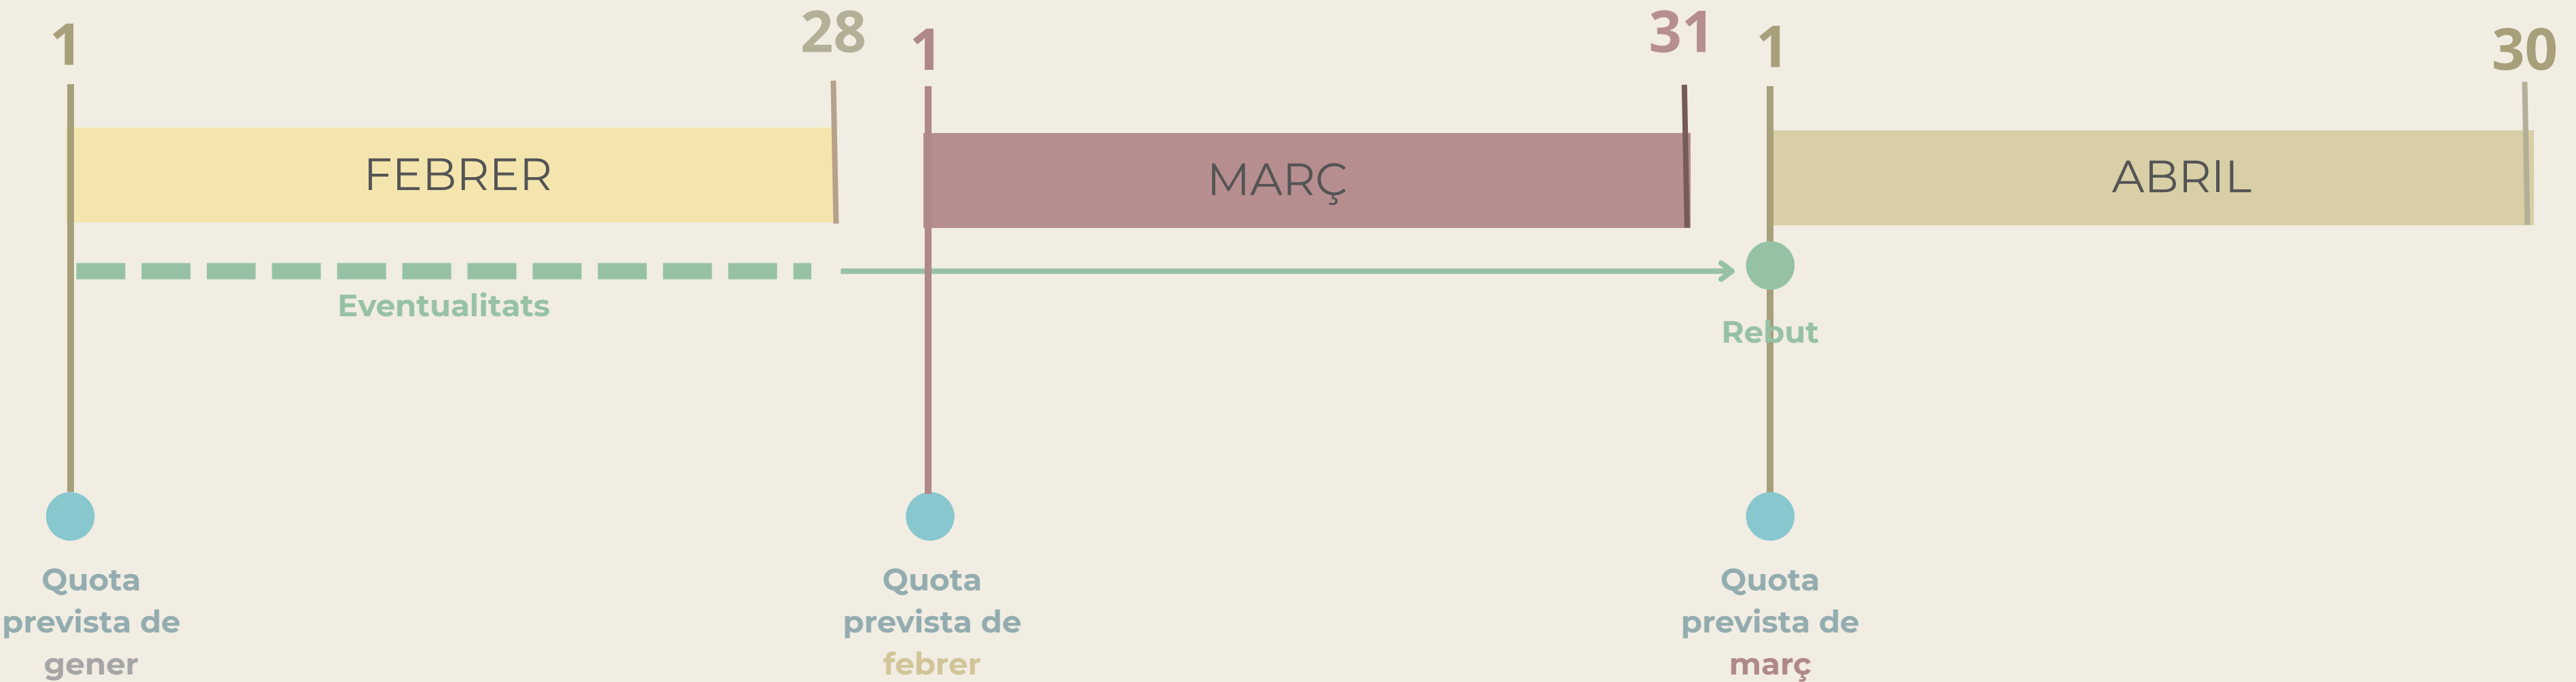 1
28
1
31
1
30
FEBRER
MARÇ
ABRIL
Eventualitats
Rebut
Quota
prevista de
gener
Quota
prevista de
febrer
Quota
prevista de
març